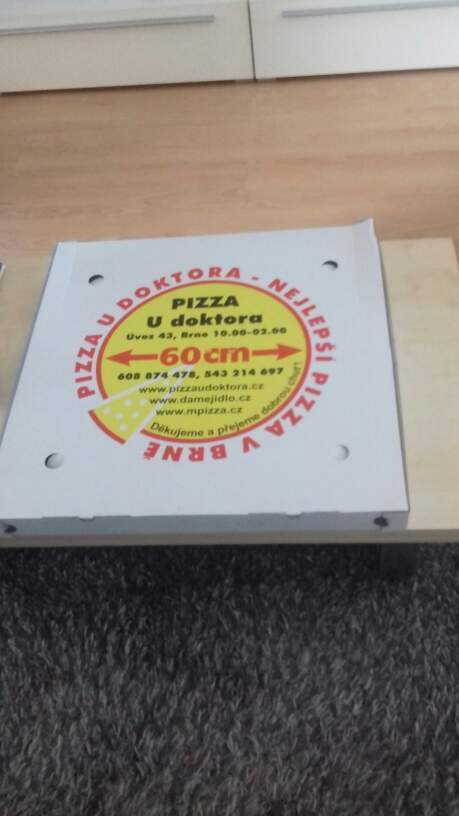 PIZZA U DOKTORA - NEJLEPŠÍ PIZZA V BRNĚ
PIZZA
U doktora
Úvoz 43, Brno 10.00-02.00
60cm
608 874 478, 543 214 697
www.pizzaudoktora.cz
www.damejidlo.cz
www.mpizza.cz
Děkujeme a přejeme dobrou chuť!